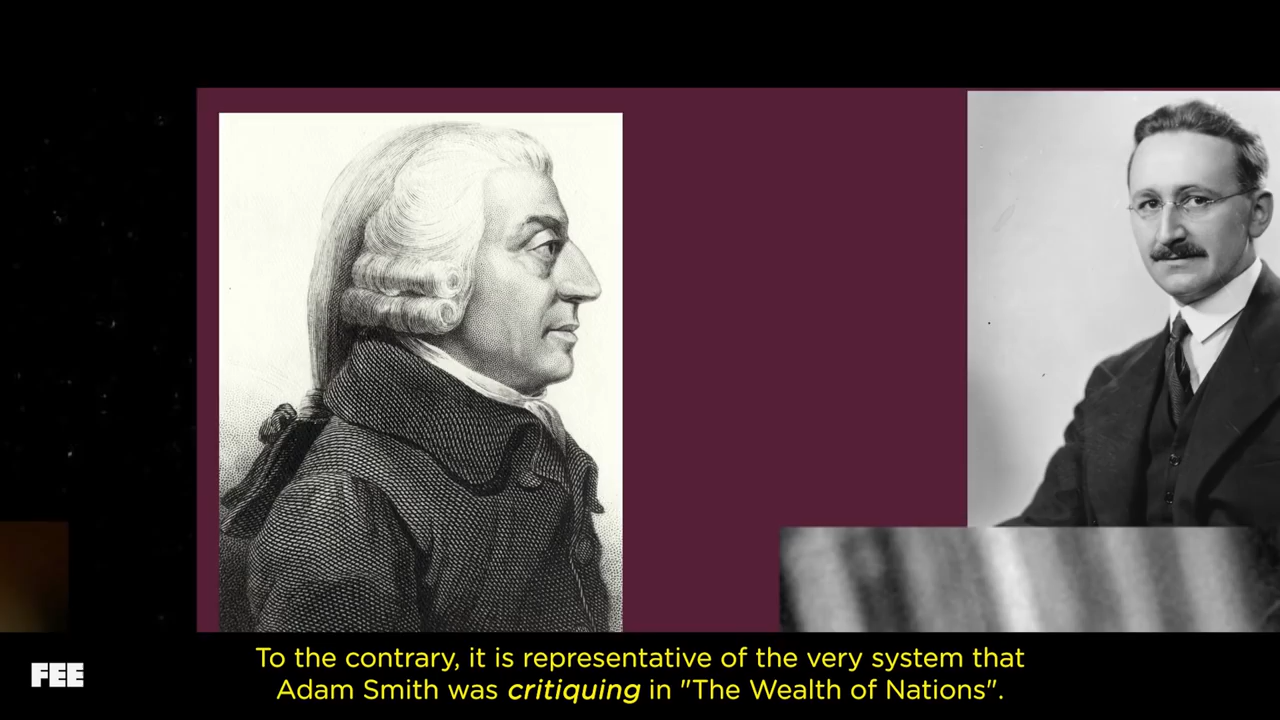 FEE
To the contrary, it is representative of the very system that
Adam Smith was critiquing in "The Wealth of Nations".